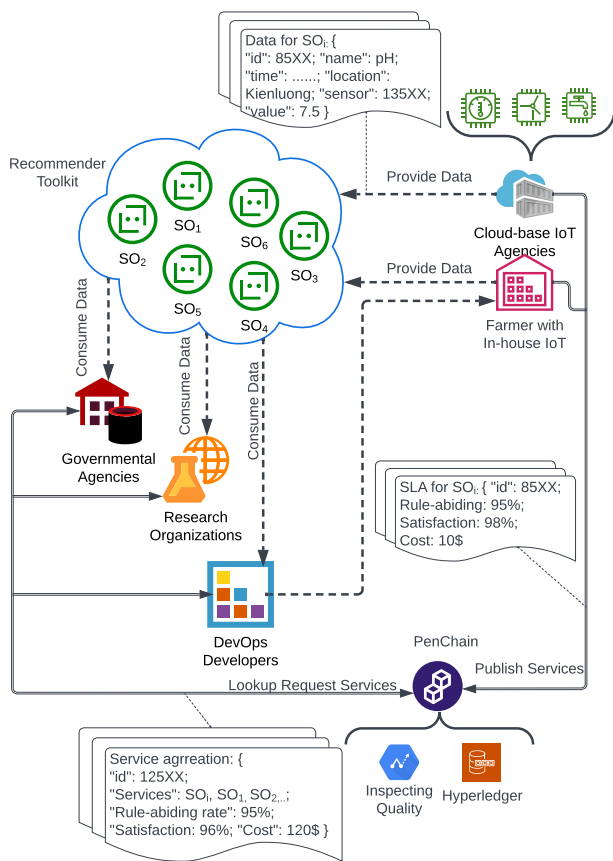 Data for SOi: {
"id": 85XX; "name": pH;
"time": ......; "location":
Kienluong; "sensor": 135XX;
"value": 7.5 }
Recommender
Toolkit
SO1
SO2
SO6
SO3
SO5
SO4
Provide Data
Cloud-base IoT
Agencies
Provide Data
Farmer with
In-house IoT
Consume Data
Consume Data
Consume Data
Governmental
Agencies
Research
Organizations
SLA for SOi: { "id": 85XX;
Rule-abiding: 95%;
Satisfaction: 98%;
Cost: 10$
DevOps
Developers
PenChain
Publish Services
Lookup Request Services
Service agrreation: {
"id": 125XX;
"Services": SOi, SO1, SO2,..;
"Rule-abiding rate": 95%;
"Satisfaction: 96%; "Cost": 120$ }
Inspecting
Quality
Hyperledger